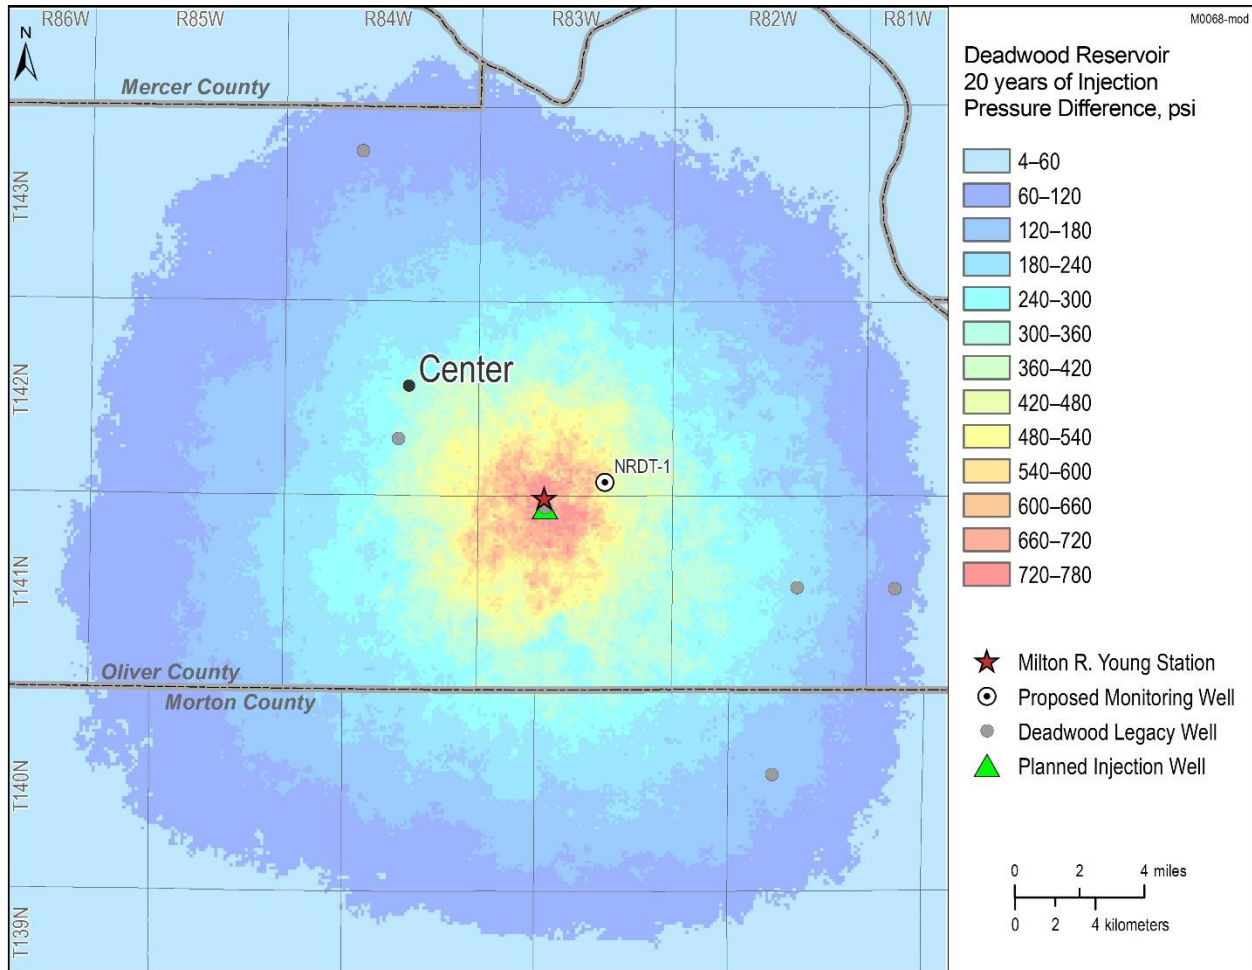 R86W
R85W
R84W
R83W
R82W
R81W
M0068-mod
N
Mercer County
T143N
T142N
Center
NRDT-1
T141N
Oliver County
Morton County
T140N
T139N
Deadwood Reservoir
20 years of Injection
Pressure Difference, psi
4–60
60–120
120–180
180–240
240–300
300–360
360–420
420–480
480–540
540–600
600–660
660–720
720–780
Milton R. Young Station
Proposed Monitoring Well
Deadwood Legacy Well
Planned Injection Well
0 2 4 miles
0 2 4 kilometers